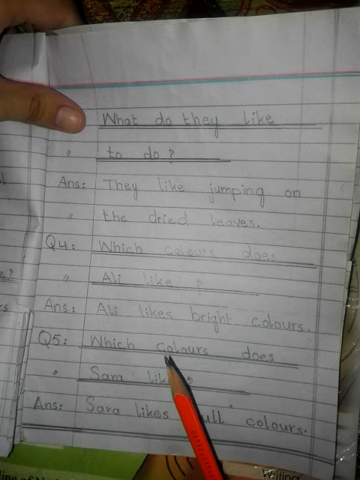 What do they like
" to do?
Ans: They like jumping on
" the dried leaves.
Q4: Which colours does
" Ali like ?
Ans: Ali likes bright colours.
Q5: Which colours does
" Sara like ?
Ans: Sara likes ull colours.